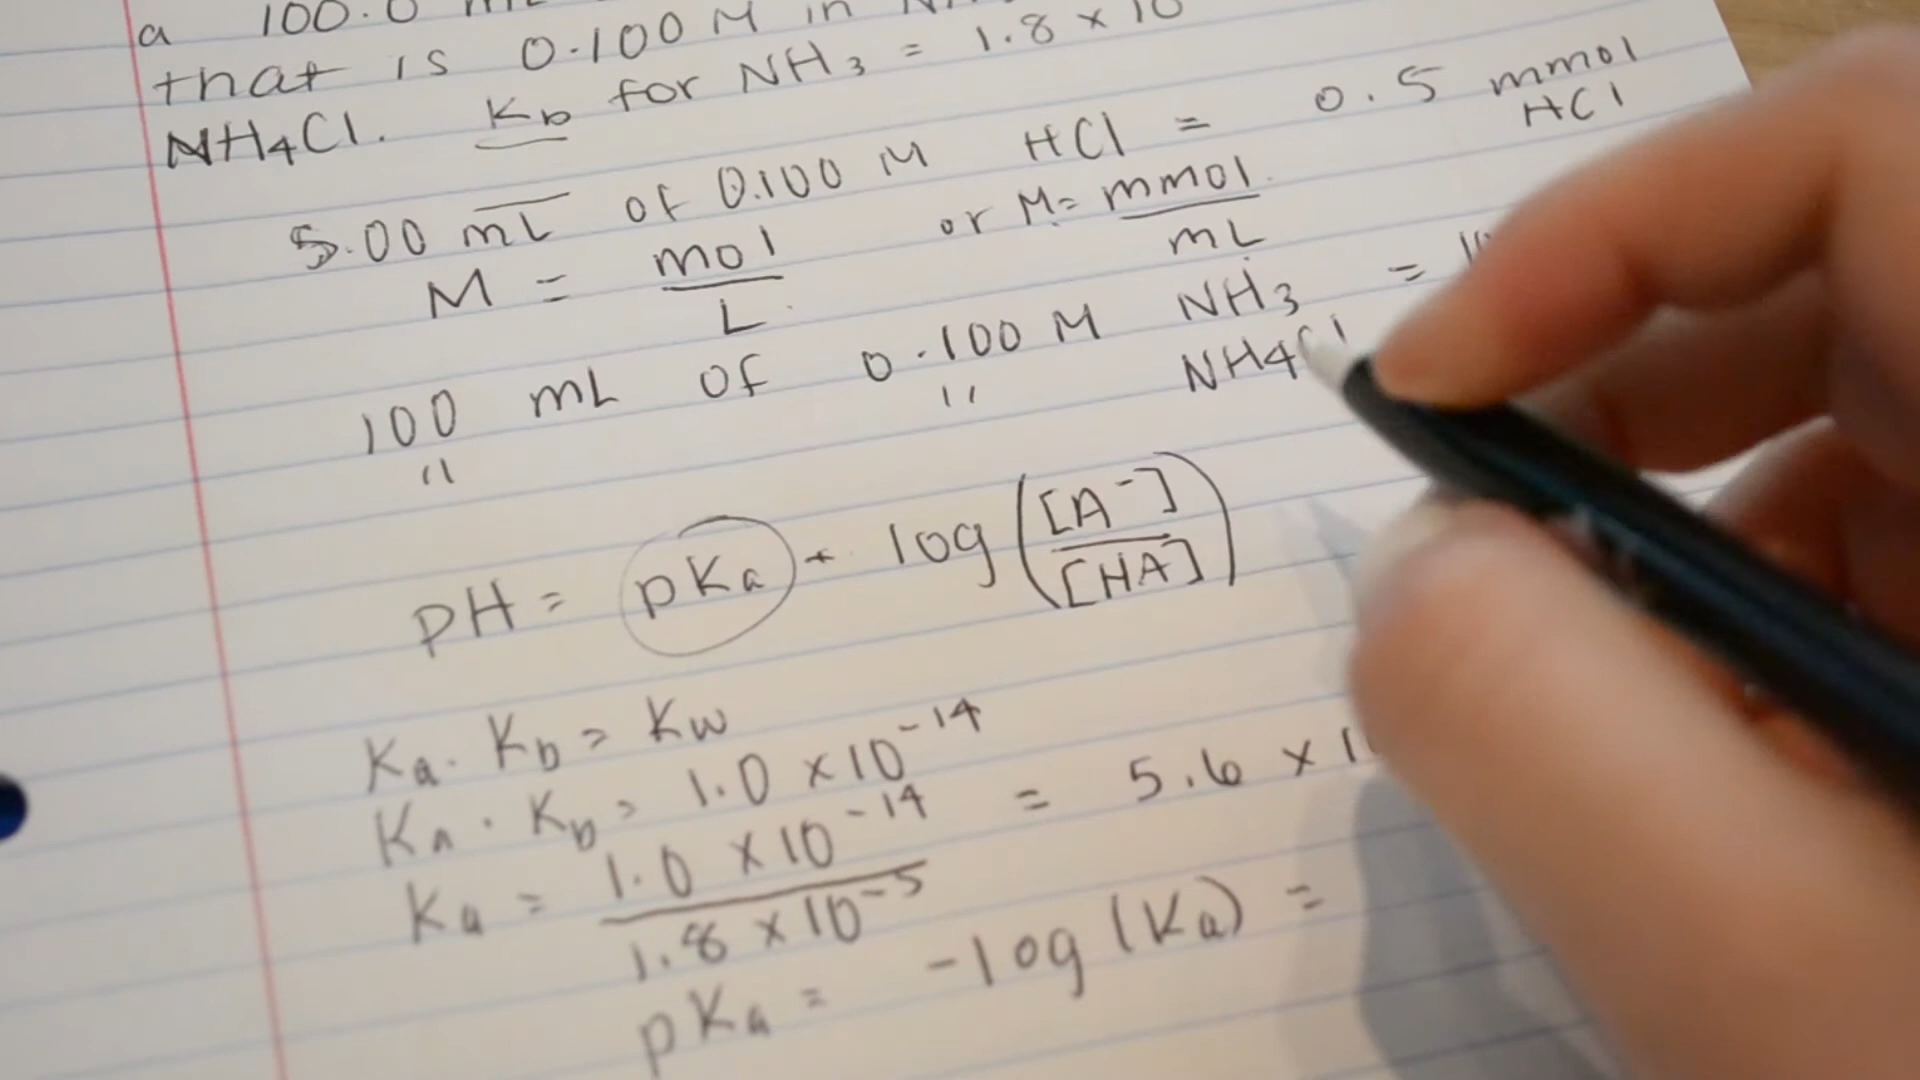 a 100.0 mL
that is 0.100 M in
NH4Cl. Kb for NH3 = 1.8 x 10
5.00 mL of 0.100 M HCl = 0.5 mmol HCl
M = mol / L or M = mmol / mL
100 mL of 0.100 M NH3 =
" " NH4Cl
pH = pKa + log ([A-] / [HA])
Ka · Kb = Kw
Ka · Kb = 1.0 x 10^-14
Ka = 1.0 x 10^-14 / 1.8 x 10^-5 = 5.6 x 1
pKa = -log (Ka) =